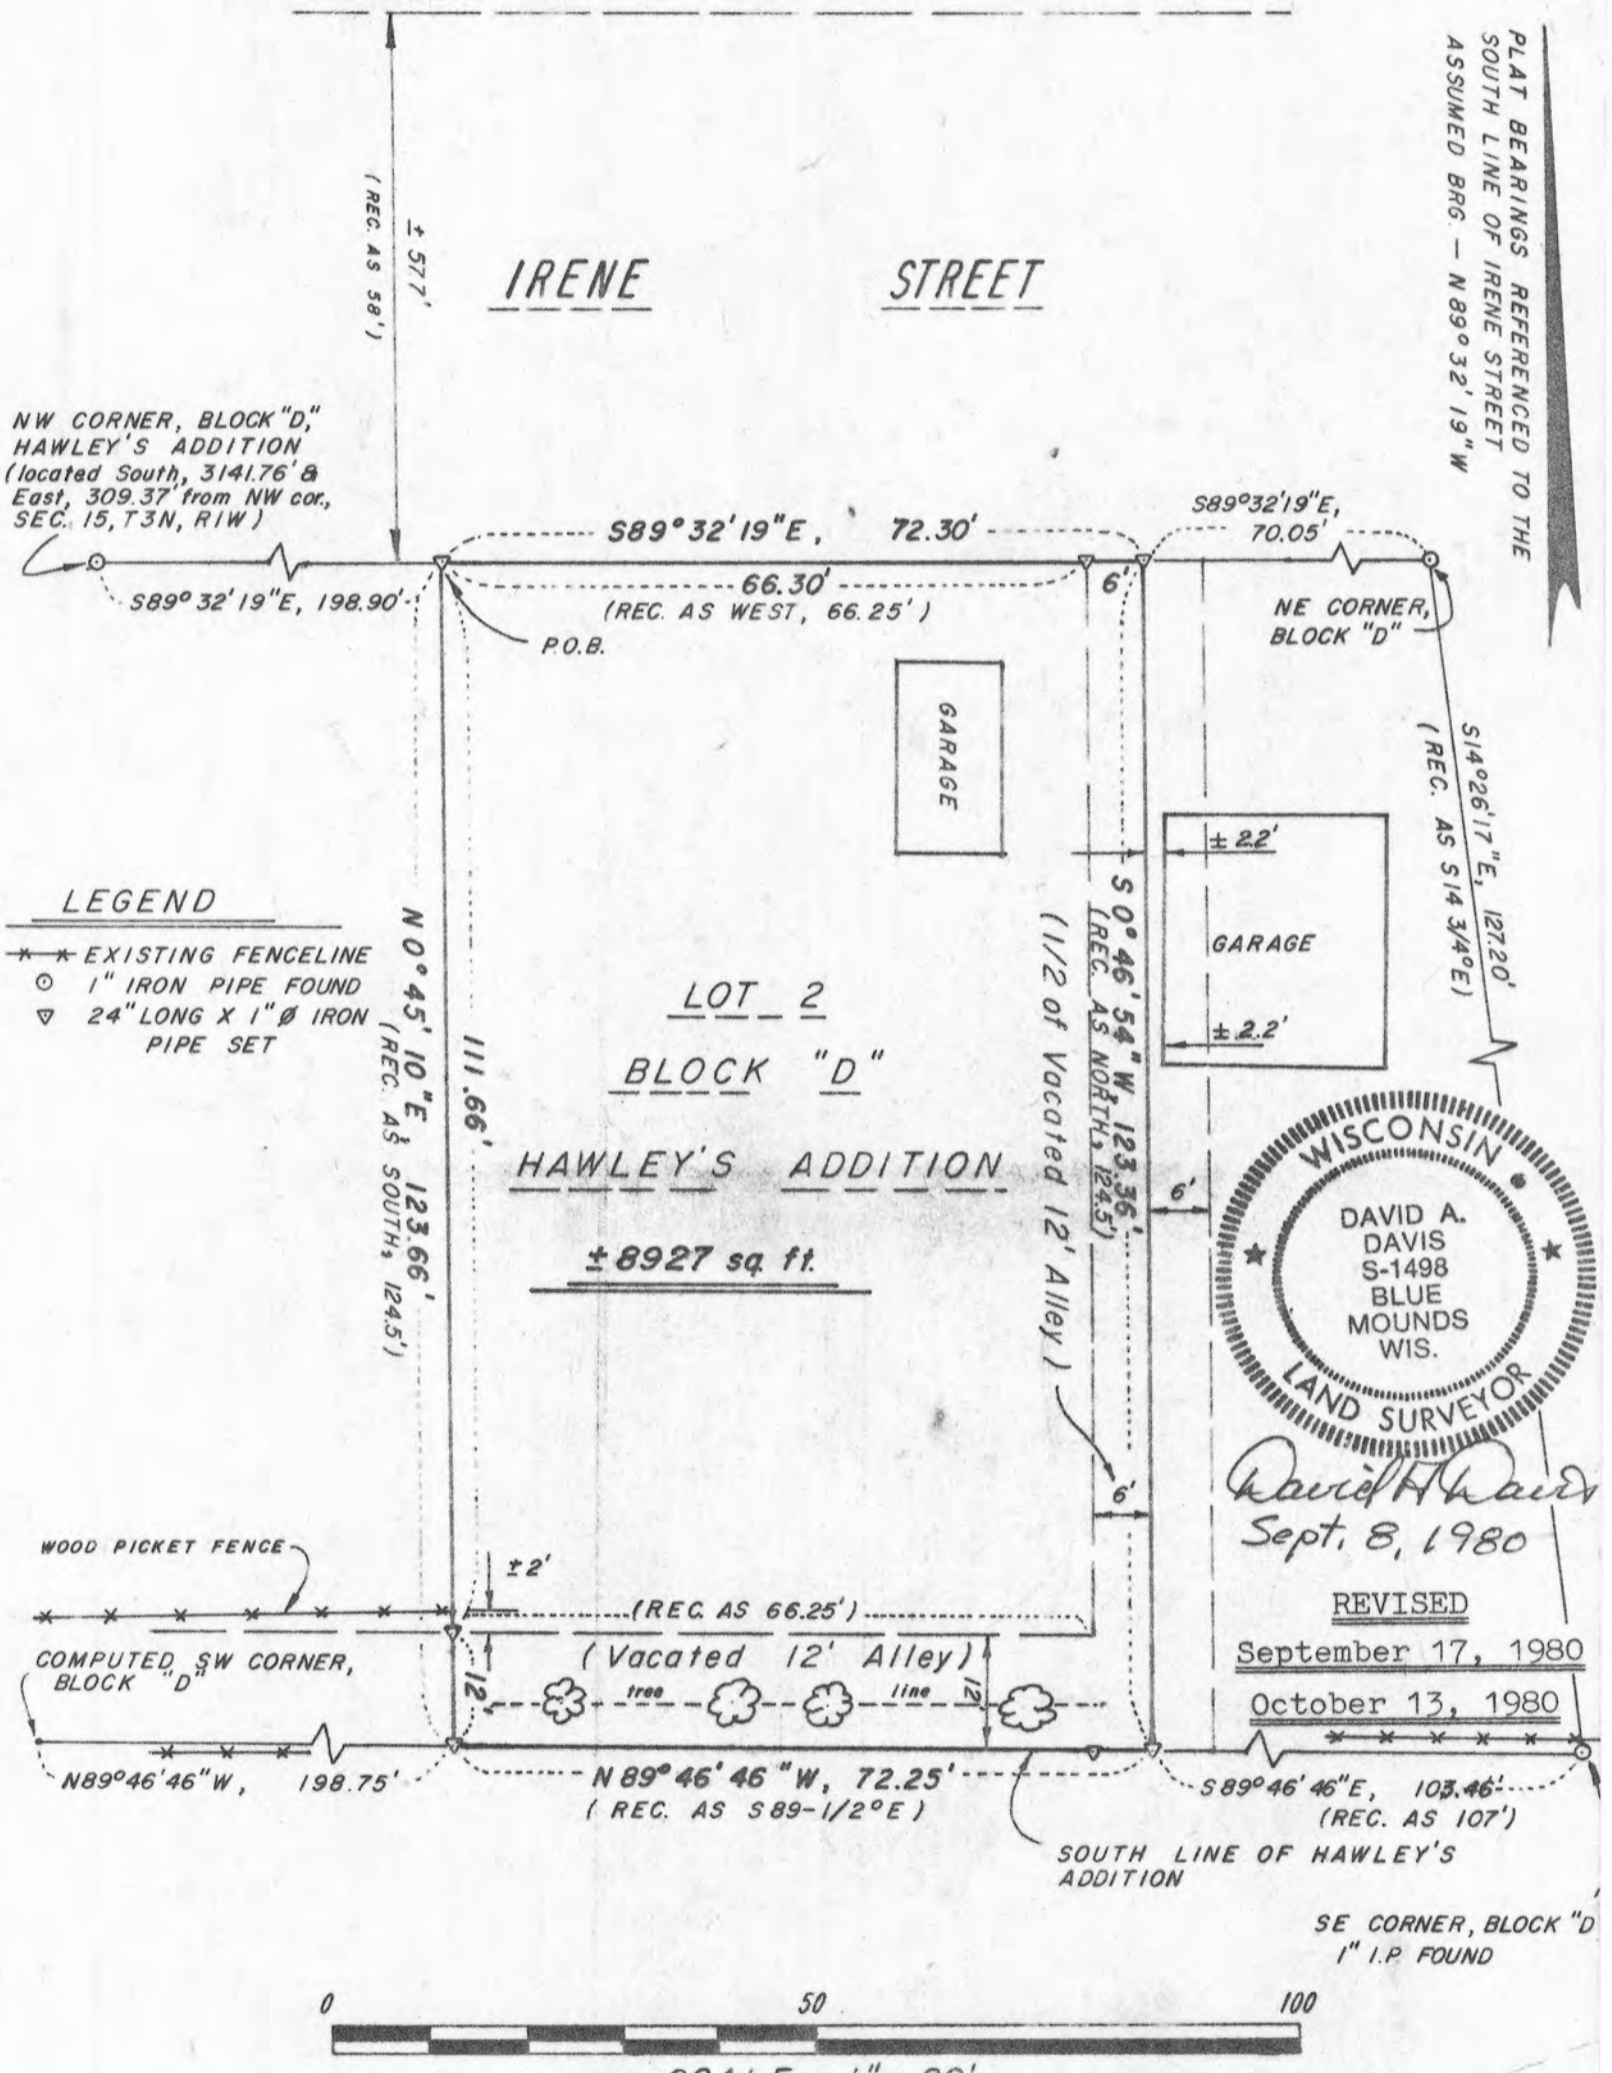 PLAT BEARINGS REFERENCED TO THE
SOUTH LINE OF IRENE STREET
ASSUMED BRG. — N89°32'19"W
± 57.7'
(REC. AS 58')
IRENE STREET
NW CORNER, BLOCK "D,"
HAWLEY'S ADDITION
(located South, 3141.76' &
East, 309.37' from NW cor.,
SEC. 15, T3N, R1W)
S89°32'19"E, 198.90'
S89°32'19"E, 72.30'
66.30'
(REC. AS WEST, 66.25')
6'
S89°32'19"E,
70.05'
P.O.B.
NE CORNER,
BLOCK "D"
S14°26'17"E, 127.20'
(REC. AS S14 3/4°E)
GARAGE
± 2.2'
GARAGE
± 2.2'
LEGEND
EXISTING FENCELINE
1" IRON PIPE FOUND
24" LONG X 1" Ø IRON
PIPE SET
N0°45'10"E, 123.66'
(REC. AS SOUTH, 124.5')
111.66'
LOT 2
BLOCK "D"
HAWLEY'S ADDITION
± 8927 sq. ft.
S0°46'54"W, 123.36'
(REC. AS NORTH, 124.5')
(1/2 of Vacated 12' Alley)
6'
6'
WISCONSIN
DAVID A.
DAVIS
S-1498
BLUE
MOUNDS
WIS.
LAND SURVEYOR
David A Davis
Sept. 8, 1980
REVISED
September 17, 1980
October 13, 1980
WOOD PICKET FENCE
± 2'
(REC. AS 66.25')
(Vacated 12' Alley)
12'
tree line
12'
COMPUTED SW CORNER,
BLOCK "D"
N89°46'46"W, 198.75'
N89°46'46"W, 72.25'
(REC. AS S89-1/2°E)
S89°46'46"E, 103.46'
(REC. AS 107')
SOUTH LINE OF HAWLEY'S
ADDITION
SE CORNER, BLOCK "D
1" I.P. FOUND
0 50 100